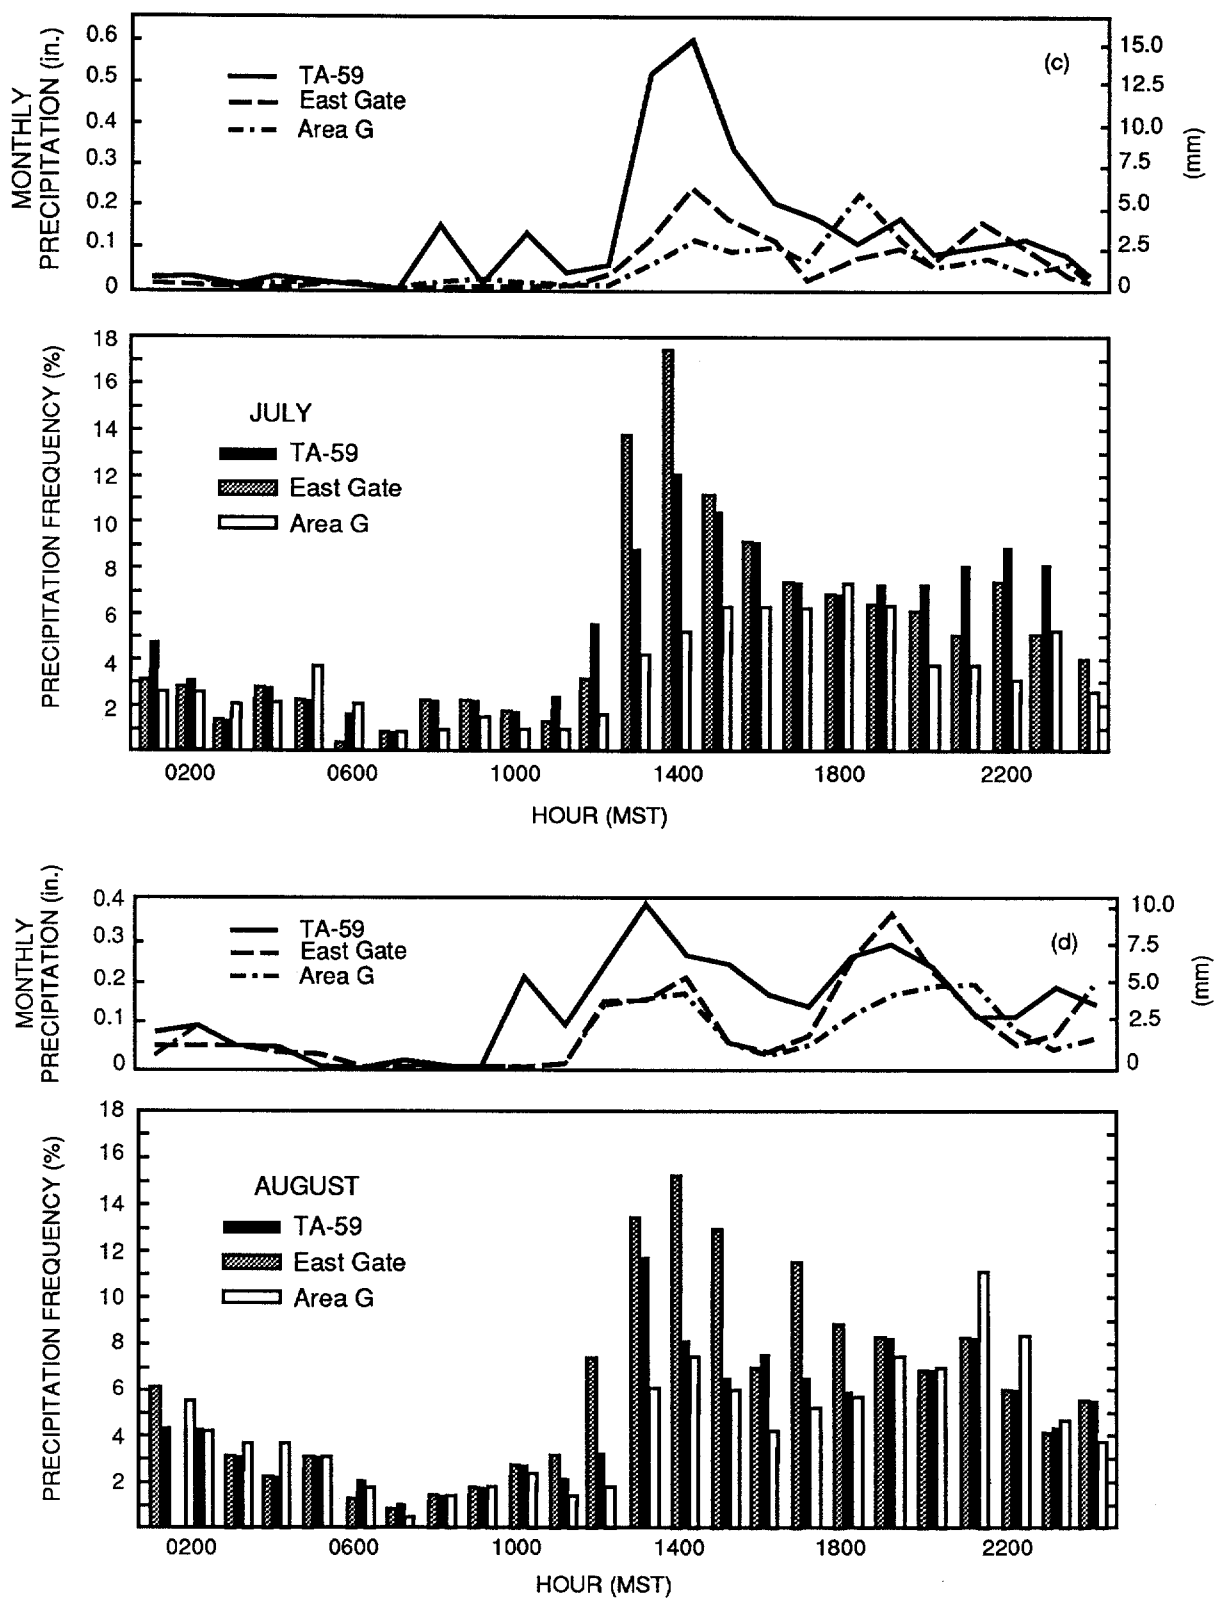 MONTHLY
PRECIPITATION (in.)
0.6
0.5
0.4
0.3
0.2
0.1
0
TA-59
East Gate
Area G
(c)
15.0
12.5
10.0
7.5
5.0
2.5
0
(mm)
PRECIPITATION FREQUENCY (%)
18
16
14
12
10
8
6
4
2
JULY
TA-59
East Gate
Area G
0200 0600 1000 1400 1800 2200
HOUR (MST)
MONTHLY
PRECIPITATION (in.)
0.4
0.3
0.2
0.1
0
TA-59
East Gate
Area G
(d)
10.0
7.5
5.0
2.5
0
(mm)
PRECIPITATION FREQUENCY (%)
18
16
14
12
10
8
6
4
2
AUGUST
TA-59
East Gate
Area G
0200 0600 1000 1400 1800 2200
HOUR (MST)